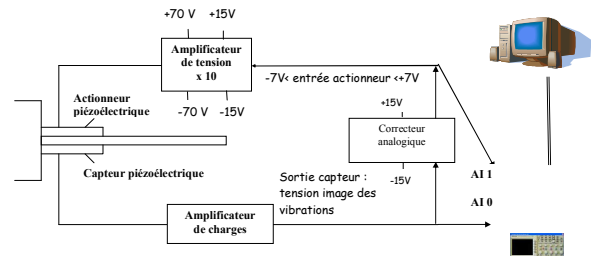 +70 V +15V
Amplificateur
de tension
x 10
-70 V -15V
-7V< entrée actionneur <+7V
Actionneur
piézoélectrique
Capteur piézoélectrique
+15V
Correcteur
analogique
-15V
Sortie capteur :
tension image des
vibrations
AI 1
AI 0
Amplificateur
de charges